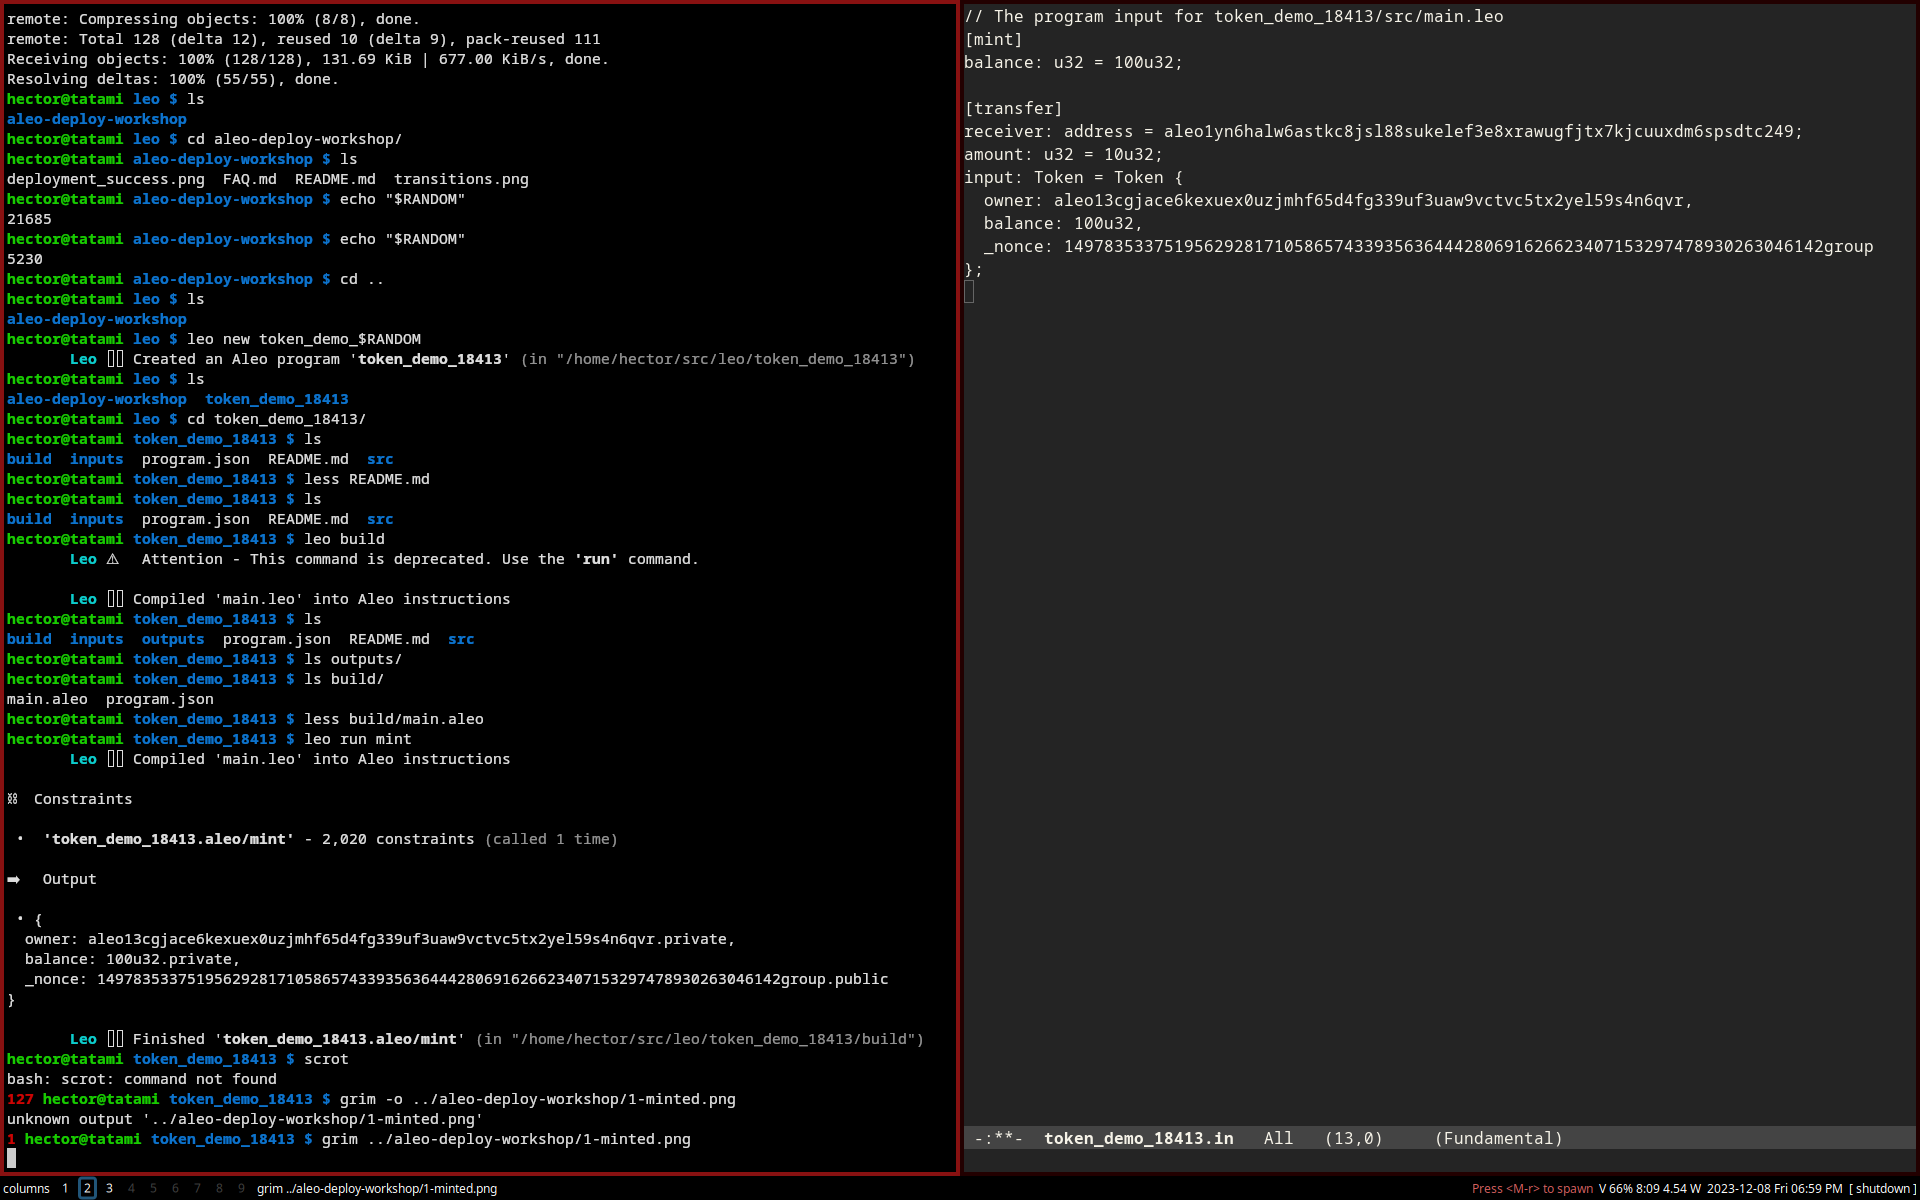 remote: Compressing objects: 100% (8/8), done.
remote: Total 128 (delta 12), reused 10 (delta 9), pack-reused 111
Receiving objects: 100% (128/128), 131.69 KiB | 677.00 KiB/s, done.
Resolving deltas: 100% (55/55), done.
hector@tatami leo $ ls
aleo-deploy-workshop
hector@tatami leo $ cd aleo-deploy-workshop/
hector@tatami aleo-deploy-workshop $ ls
deployment_success.png  FAQ.md  README.md  transitions.png
hector@tatami aleo-deploy-workshop $ echo "$RANDOM"
21685
hector@tatami aleo-deploy-workshop $ echo "$RANDOM"
5230
hector@tatami aleo-deploy-workshop $ cd ..
hector@tatami leo $ ls
aleo-deploy-workshop
hector@tatami leo $ leo new token_demo_$RANDOM
Leo Created an Aleo program 'token_demo_18413' (in "/home/hector/src/leo/token_demo_18413")
hector@tatami leo $ ls
aleo-deploy-workshop  token_demo_18413
hector@tatami leo $ cd token_demo_18413/
hector@tatami token_demo_18413 $ ls
build  inputs  program.json  README.md  src
hector@tatami token_demo_18413 $ less README.md
hector@tatami token_demo_18413 $ ls
build  inputs  program.json  README.md  src
hector@tatami token_demo_18413 $ leo build
Leo ⚠ Attention - This command is deprecated. Use the 'run' command.
Leo Compiled 'main.leo' into Aleo instructions
hector@tatami token_demo_18413 $ ls
build  inputs  outputs  program.json  README.md  src
hector@tatami token_demo_18413 $ ls outputs/
hector@tatami token_demo_18413 $ ls build/
main.aleo  program.json
hector@tatami token_demo_18413 $ less build/main.aleo
hector@tatami token_demo_18413 $ leo run mint
Leo Compiled 'main.leo' into Aleo instructions
⛓ Constraints
• 'token_demo_18413.aleo/mint' - 2,020 constraints (called 1 time)
➡ Output
• {
owner: aleo13cgjace6kexuex0uzjmhf65d4fg339uf3uaw9vctvc5tx2yel59s4n6qvr.private,
balance: 100u32.private,
_nonce: 1497835337519562928171058657433935636444280691626623407153297478930263046142group.public
}
Leo Finished 'token_demo_18413.aleo/mint' (in "/home/hector/src/leo/token_demo_18413/build")
hector@tatami token_demo_18413 $ scrot
bash: scrot: command not found
127 hector@tatami token_demo_18413 $ grim -o ../aleo-deploy-workshop/1-minted.png
unknown output '../aleo-deploy-workshop/1-minted.png'
1 hector@tatami token_demo_18413 $ grim ../aleo-deploy-workshop/1-minted.png
// The program input for token_demo_18413/src/main.leo
[mint]
balance: u32 = 100u32;
[transfer]
receiver: address = aleo1yn6halw6astkc8jsl88sukelef3e8xrawugfjtx7kjcuuxdm6spsdtc249;
amount: u32 = 10u32;
input: Token = Token {
owner: aleo13cgjace6kexuex0uzjmhf65d4fg339uf3uaw9vctvc5tx2yel59s4n6qvr,
balance: 100u32,
_nonce: 1497835337519562928171058657433935636444280691626623407153297478930263046142group
};
-:**-  token_demo_18413.in   All   (13,0)     (Fundamental)
columns 1 2 3 4 5 6 7 8 9 grim ../aleo-deploy-workshop/1-minted.png
Press <M-r> to spawn V 66% 8:09 4.54 W 2023-12-08 Fri 06:59 PM [ shutdown ]